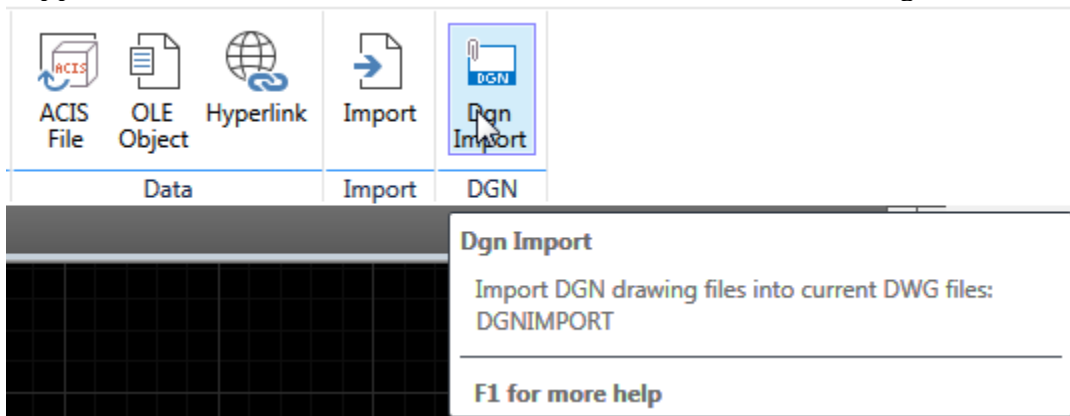 ACIS
ACIS File
OLE Object
Hyperlink
Import
DGN
Dgn Import
Data
Import
DGN
Dgn Import
Import DGN drawing files into current DWG files:
DGNIMPORT
F1 for more help